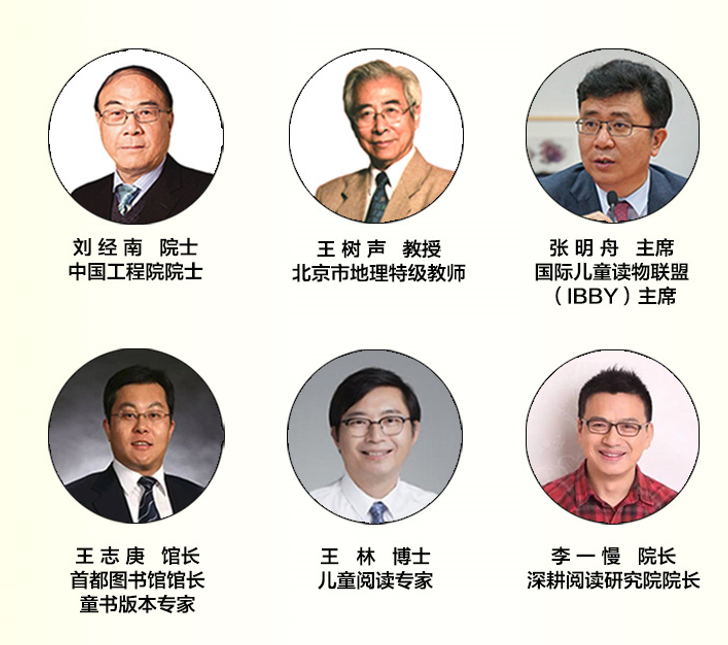 刘经南 院士
中国工程院院士
王树声 教授
北京市地理特级教师
张明舟 主席
国际儿童读物联盟
（IBBY）主席
王志庚 馆长
首都图书馆馆长
童书版本专家
王林 博士
儿童阅读专家
李一慢 院长
深耕阅读研究院院长